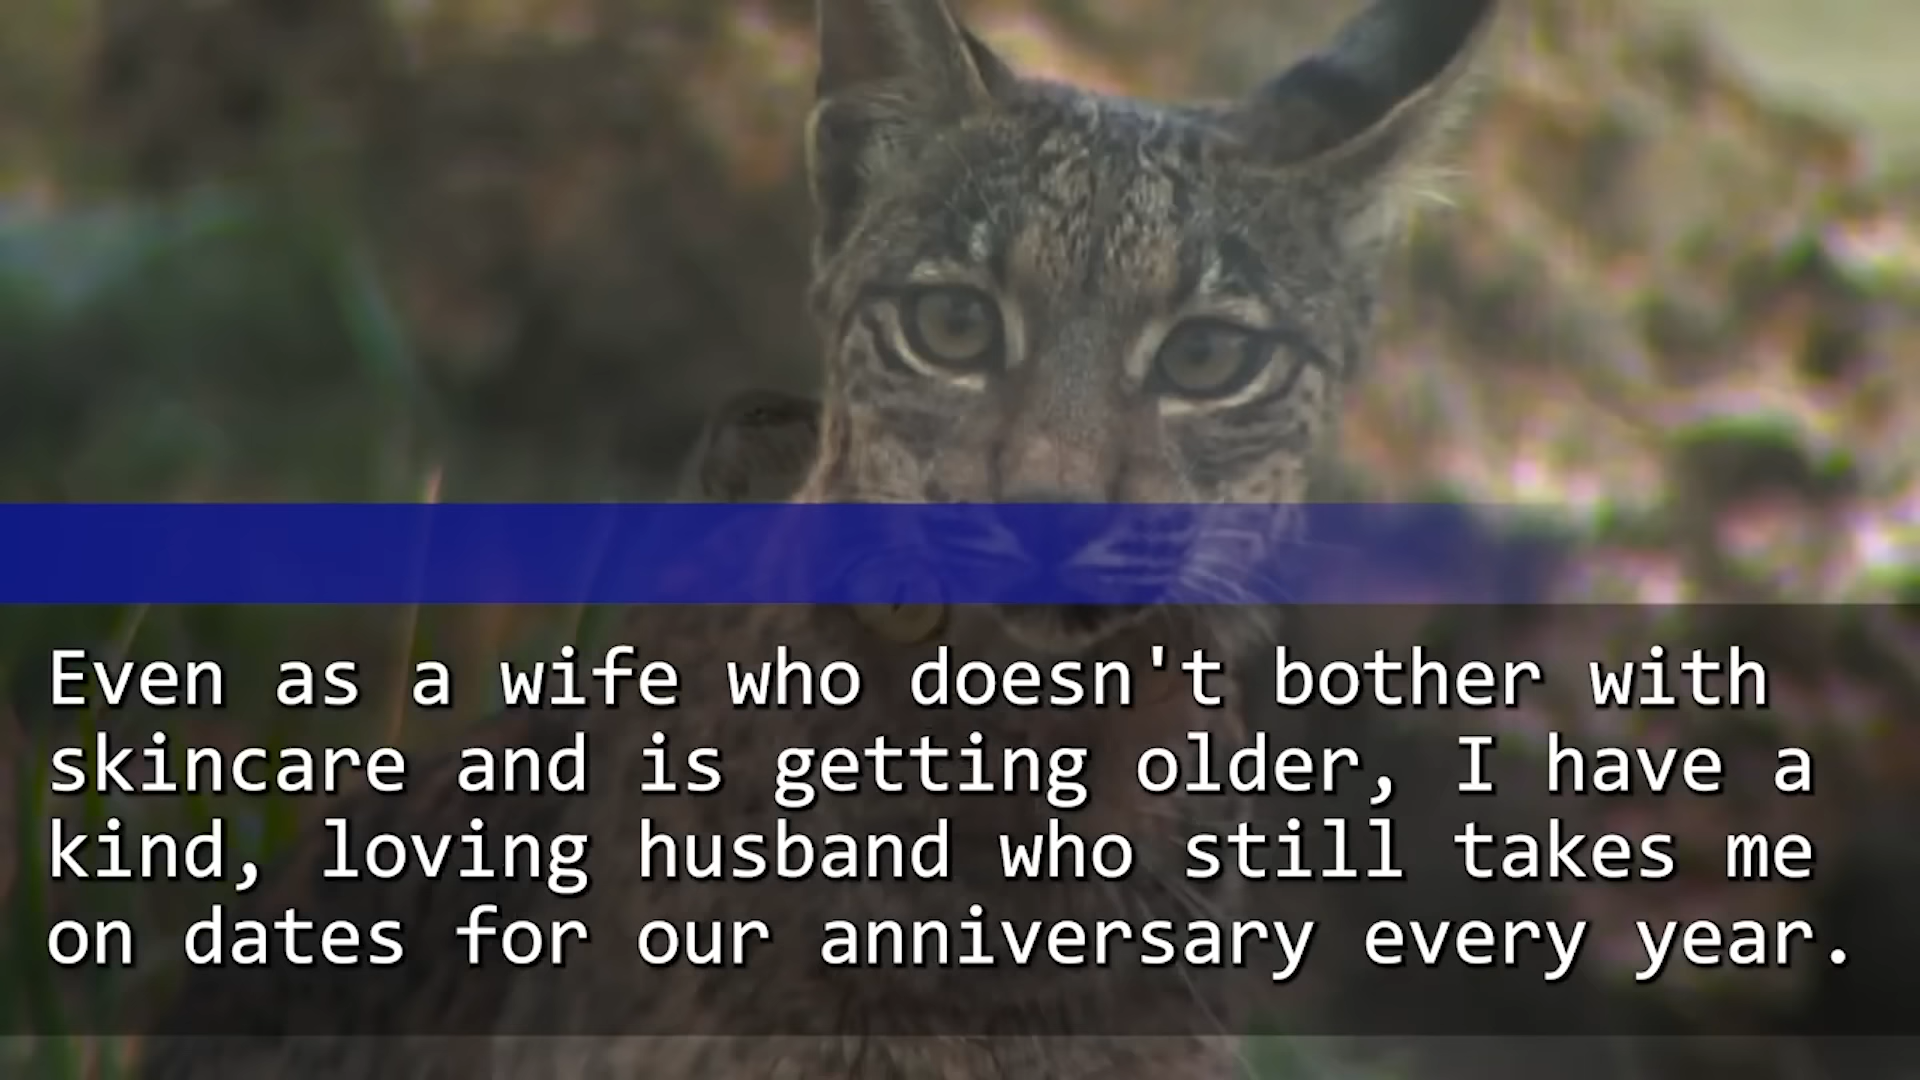 Even as a wife who doesn't bother with
skincare and is getting older, I have a
kind, loving husband who still takes me
on dates for our anniversary every year.